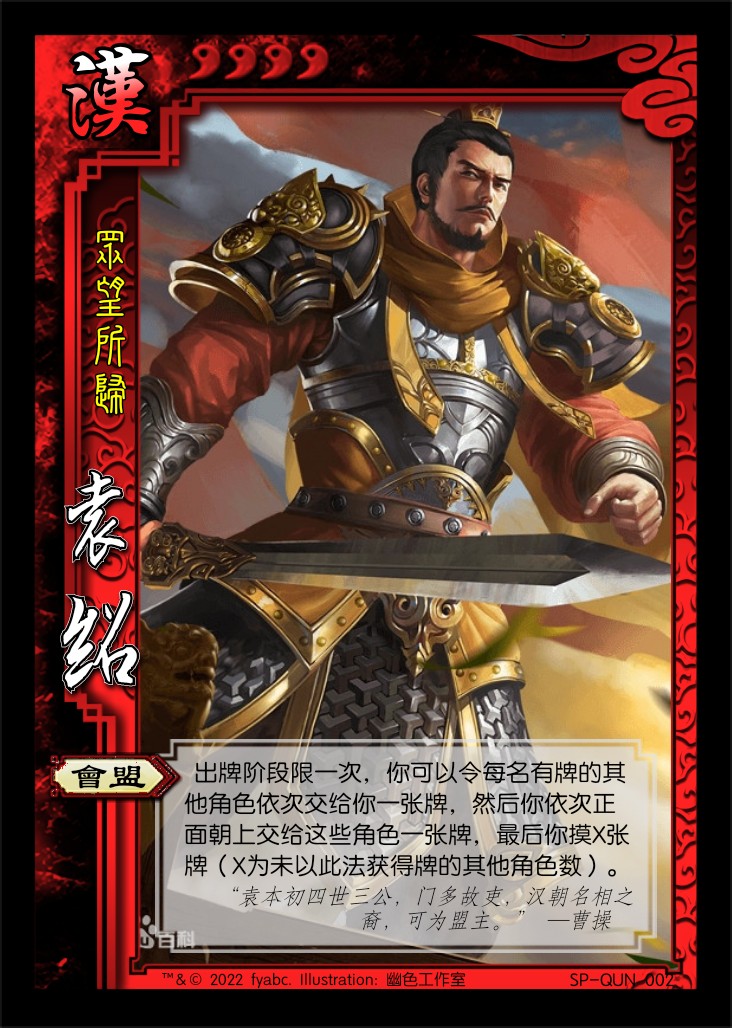 漢
眾望所歸
袁紹
會盟
出牌阶段限一次，你可以令每名有牌的其
他角色依次交给你一张牌，然后你依次正
面朝上交给这些角色一张牌，最后你摸X张
牌（X为未以此法获得牌的其他角色数）。
“袁本初四世三公，门多故吏，汉朝名相之
裔，可为盟主。” —曹操
百科
™&© 2022 fyabc. Illustration: 幽色工作室
SP-QUN 002